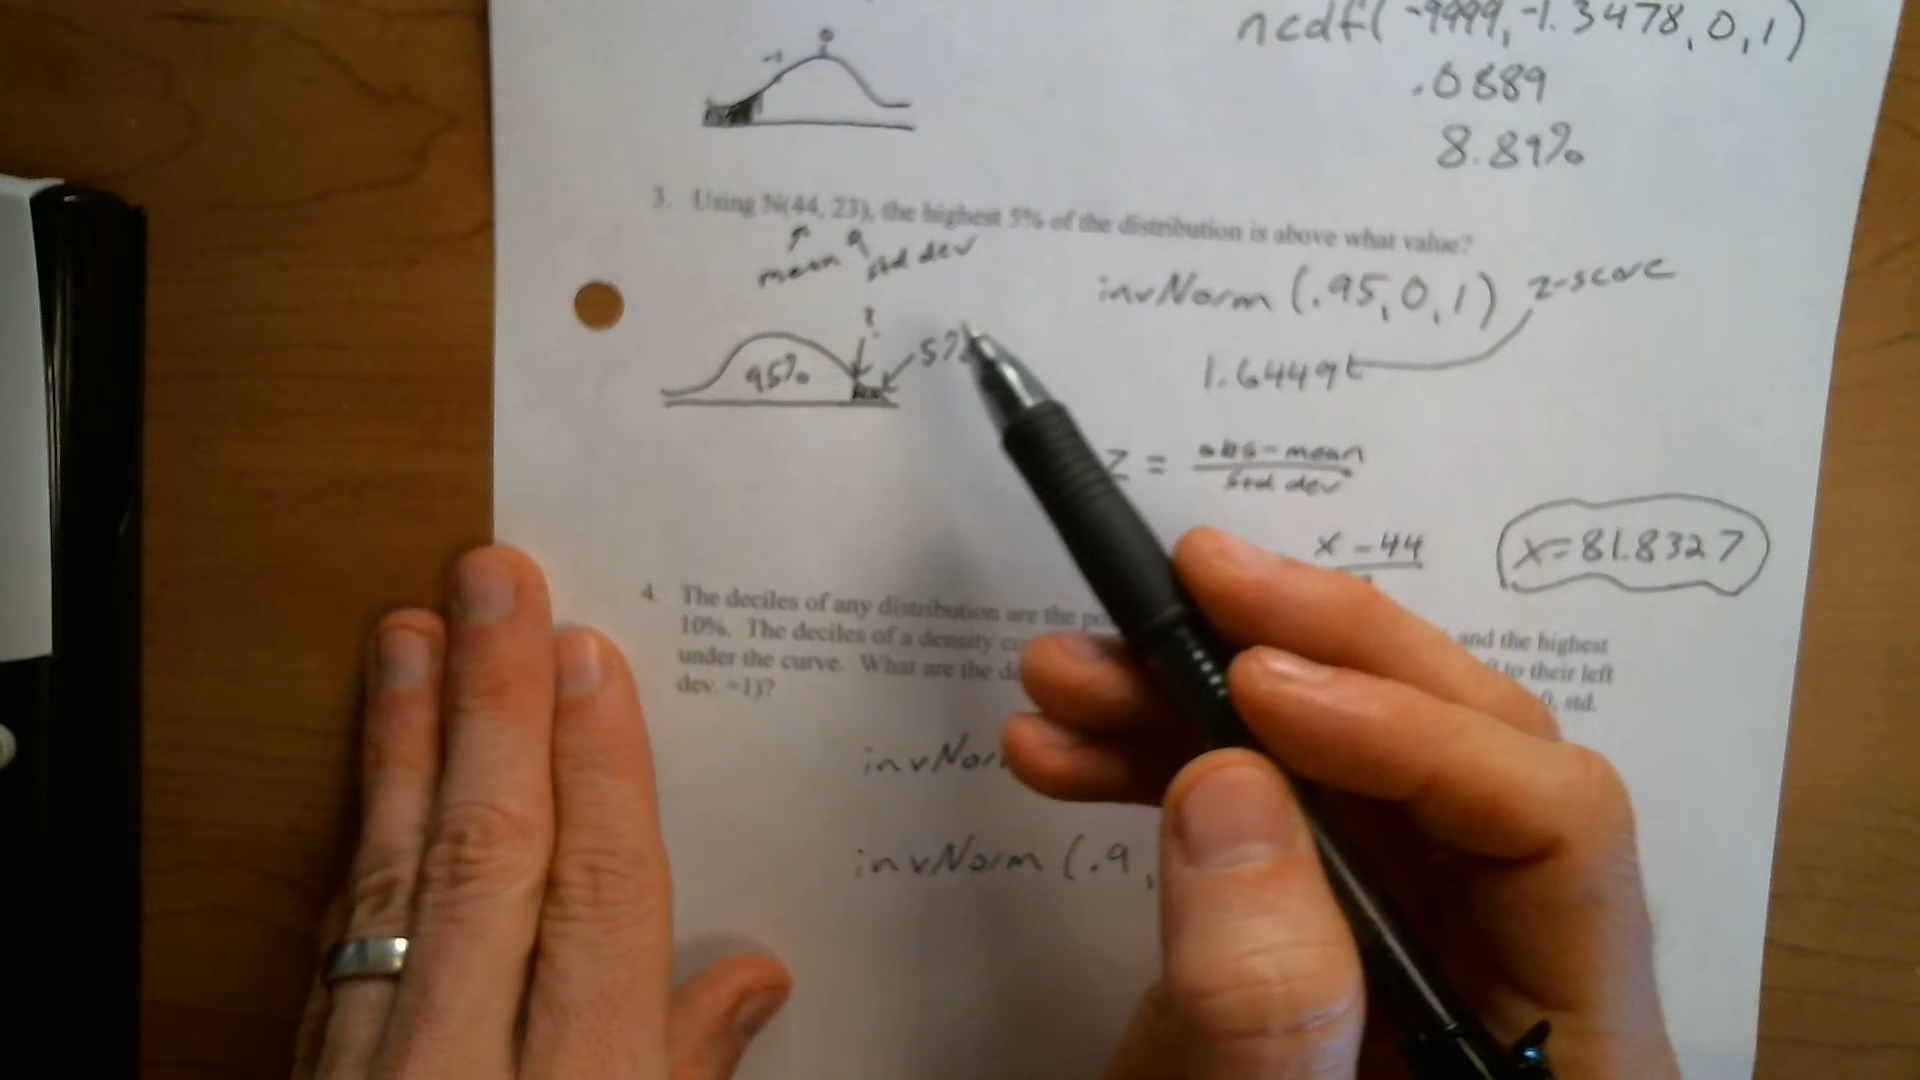 ncdf(-9999, -1.3478, 0, 1)
0
-1
.0889
8.89%
3. Using N(44, 23), the highest 5% of the distribution is above what value?
mean
std dev
invNorm (.95, 0, 1)
z-score
?
95%
5%
1.6449
z = obs - mean
std dev
x - 44
x = 81.8327
4. The deciles of any distribution are the
and the highest
10%. The deciles of a density
to their left
under the curve. What are the
0, std.
dev. =1)?
invNor
invNorm (.9,